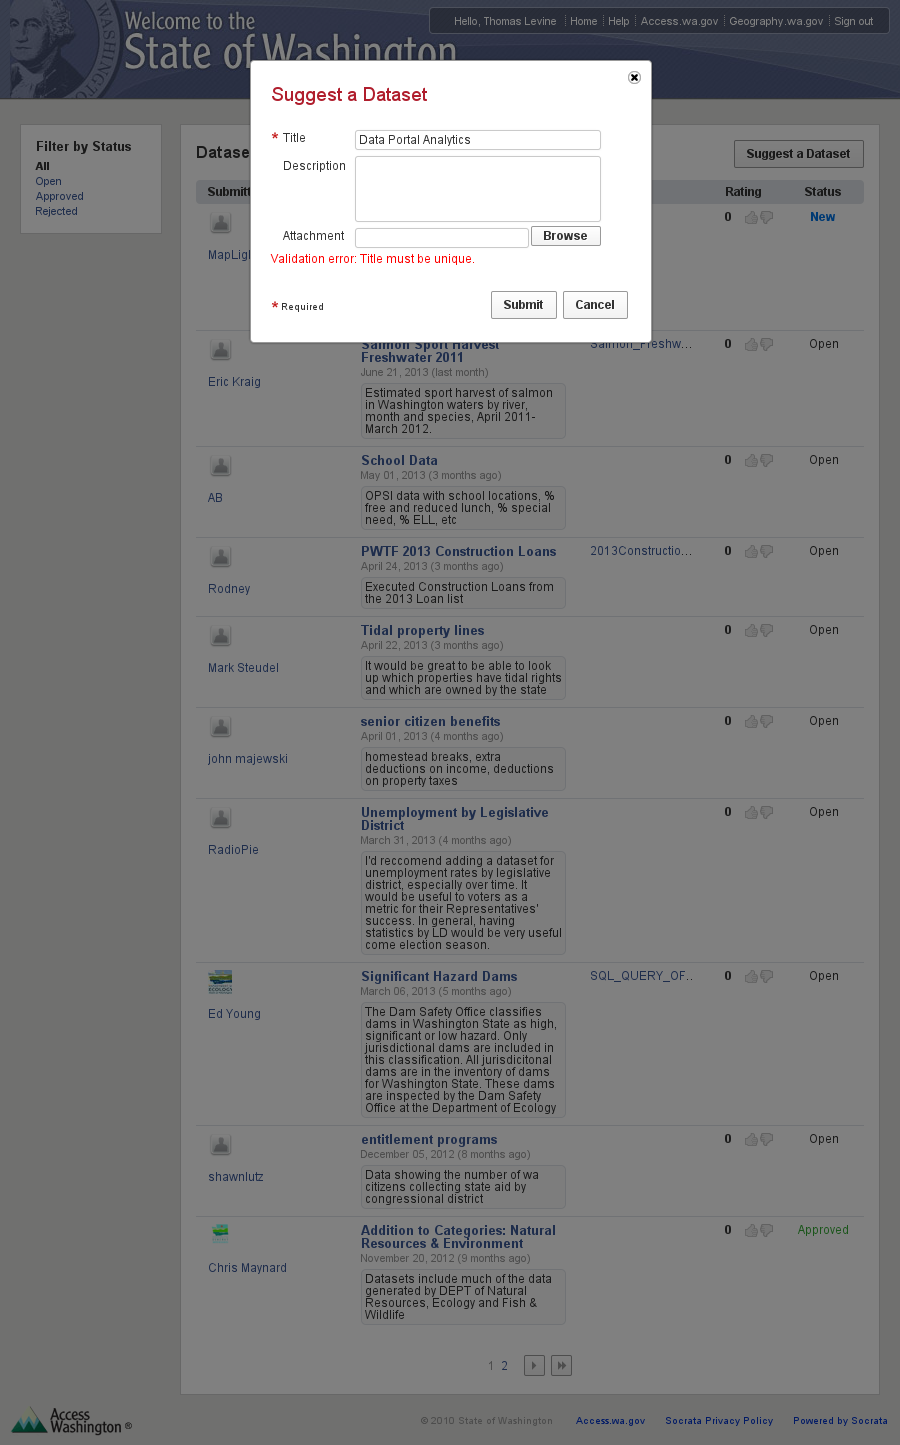 Welcome to the
State of Washington
Hello, Thomas Levine Home Help Access.wa.gov Geography.wa.gov Sign out
Suggest a Dataset
* Title Data Portal Analytics
Description
Attachment Browse
Validation error: Title must be unique.
* Required Submit Cancel
Filter by Status
All
Open
Approved
Rejected
Suggest a Dataset
Rating Status
0 New
Salmon Sport Harvest
Freshwater 2011
June 21, 2013 (last month)
Eric Kraig
Estimated sport harvest of salmon
in Washington waters by river,
month and species, April 2011-
March 2012.
Salmon_Freshw...
0 Open
School Data
May 01, 2013 (3 months ago)
AB
OPSI data with school locations, %
free and reduced lunch, % special
need, % ELL, etc
0 Open
PWTF 2013 Construction Loans
April 24, 2013 (3 months ago)
Rodney
Executed Construction Loans from
the 2013 Loan list
2013Constructio...
0 Open
Tidal property lines
April 22, 2013 (3 months ago)
Mark Steudel
It would be great to be able to look
up which properties have tidal rights
and which are owned by the state
0 Open
senior citizen benefits
April 01, 2013 (4 months ago)
john majewski
homestead breaks, extra
deductions on income, deductions
on property taxes
0 Open
Unemployment by Legislative
District
March 31, 2013 (4 months ago)
RadioPie
I'd reccomend adding a dataset for
unemployment rates by legislative
district, especially over time. It
would be useful to voters as a
metric for their Representatives'
success. In general, having
statistics by LD would be very useful
come election season.
0 Open
Significant Hazard Dams
March 06, 2013 (5 months ago)
Ed Young
The Dam Safety Office classifies
dams in Washington State as high,
significant or low hazard. Only
jurisdictional dams are included in
this classification. All jurisdicitonal
dams are in the inventory of dams
for Washington State. These dams
are inspected by the Dam Safety
Office at the Department of Ecology
SQL_QUERY_OF...
0 Open
entitlement programs
December 05, 2012 (8 months ago)
shawnlutz
Data showing the number of wa
citizens collecting state aid by
congressional district
0 Open
Addition to Categories: Natural
Resources & Environment
November 20, 2012 (9 months ago)
Chris Maynard
Datasets include much of the data
generated by DEPT of Natural
Resources, Ecology and Fish &
Wildlife
0 Approved
1 2
Access
Washington ®
© 2010 State of Washington Access.wa.gov Socrata Privacy Policy Powered by Socrata